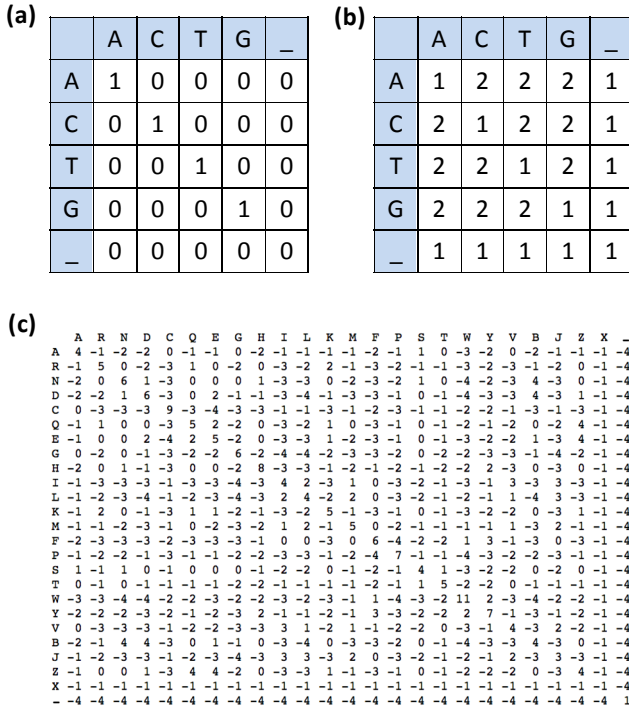 (a)
A C T G _
A 1 0 0 0 0
C 0 1 0 0 0
T 0 0 1 0 0
G 0 0 0 1 0
_ 0 0 0 0 0
(b)
A C T G _
A 1 2 2 2 1
C 2 1 2 2 1
T 2 2 1 2 1
G 2 2 2 1 1
_ 1 1 1 1 1
(c)
A R N D C Q E G H I L K M F P S T W Y V B J Z X _
A 4 -1 -2 -2 0 -1 -1 0 -2 -1 -1 -1 -1 -2 -1 1 0 -3 -2 0 -2 -1 -1 -1 -4
R -1 5 0 -2 -3 1 0 -2 0 -3 -2 2 -1 -3 -2 -1 -1 -3 -2 -3 -1 -2 0 -1 -4
N -2 0 6 1 -3 0 0 0 1 -3 -3 0 -2 -3 -2 1 0 -4 -2 -3 4 -3 0 -1 -4
D -2 -2 1 6 -3 0 2 -1 -1 -3 -4 -1 -3 -3 -1 0 -1 -4 -3 -3 4 -3 1 -1 -4
C 0 -3 -3 -3 9 -3 -4 -3 -3 -1 -1 -3 -1 -2 -3 -1 -1 -2 -2 -1 -3 -1 -3 -1 -4
Q -1 1 0 0 -3 5 2 -2 0 -3 -2 1 0 -3 -1 0 -1 -2 -1 -2 0 -2 4 -1 -4
E -1 0 0 2 -4 2 5 -2 0 -3 -3 1 -2 -3 -1 0 -1 -3 -2 -2 1 -3 4 -1 -4
G 0 -2 0 -1 -3 -2 -2 6 -2 -4 -4 -2 -3 -3 -2 0 -2 -2 -3 -3 -1 -4 -2 -1 -4
H -2 0 1 -1 -3 0 0 -2 8 -3 -3 -1 -2 -1 -2 -1 -2 -2 2 -3 0 -3 0 -1 -4
I -1 -3 -3 -3 -1 -3 -3 -4 -3 4 2 -3 1 0 -3 -2 -1 -3 -1 3 -3 3 -3 -1 -4
L -1 -2 -3 -4 -1 -2 -3 -4 -3 2 4 -2 2 0 -3 -2 -1 -2 -1 1 -4 3 -3 -1 -4
K -1 2 0 -1 -3 1 1 -2 -1 -3 -2 5 -1 -3 -1 0 -1 -3 -2 -2 0 -3 1 -1 -4
M -1 -1 -2 -3 -1 0 -2 -3 -2 1 2 -1 5 0 -2 -1 -1 -1 -1 1 -3 2 -1 -1 -4
F -2 -3 -3 -3 -2 -3 -3 -3 -1 0 0 -3 0 6 -4 -2 -2 1 3 -1 -3 0 -3 -1 -4
P -1 -2 -2 -1 -3 -1 -1 -2 -2 -3 -3 -1 -2 -4 7 -1 -1 -4 -3 -2 -2 -3 -1 -1 -4
S 1 -1 1 0 -1 0 0 0 -1 -2 -2 0 -1 -2 -1 4 1 -3 -2 -2 0 -2 0 -1 -4
T 0 -1 0 -1 -1 -1 -1 -2 -2 -1 -1 -1 -1 -2 -1 1 5 -2 -2 0 -1 -1 -1 -1 -4
W -3 -3 -4 -4 -2 -2 -3 -2 -2 -3 -2 -3 -1 1 -4 -3 -2 11 2 -3 -4 -2 -2 -1 -4
Y -2 -2 -2 -3 -2 -1 -2 -3 2 -1 -1 -2 -1 3 -3 -2 -2 2 7 -1 -3 -1 -2 -1 -4
V 0 -3 -3 -3 -1 -2 -2 -3 -3 3 1 -2 1 -1 -2 -2 0 -3 -1 4 -3 2 -2 -1 -4
B -2 -1 4 4 -3 0 1 -1 0 -3 -4 0 -3 -3 -2 0 -1 -4 -3 -3 4 -3 0 -1 -4
J -1 -2 -3 -3 -1 -2 -3 -4 -3 3 3 -3 2 0 -3 -2 -1 -2 -1 2 -3 3 -3 -1 -4
Z -1 0 0 1 -3 4 4 -2 0 -3 -3 1 -1 -3 -1 0 -1 -2 -2 -2 0 -3 4 -1 -4
X -1 -1 -1 -1 -1 -1 -1 -1 -1 -1 -1 -1 -1 -1 -1 -1 -1 -1 -1 -1 -1 -1 -1 -1 -4
_ -4 -4 -4 -4 -4 -4 -4 -4 -4 -4 -4 -4 -4 -4 -4 -4 -4 -4 -4 -4 -4 -4 -4 -4 1